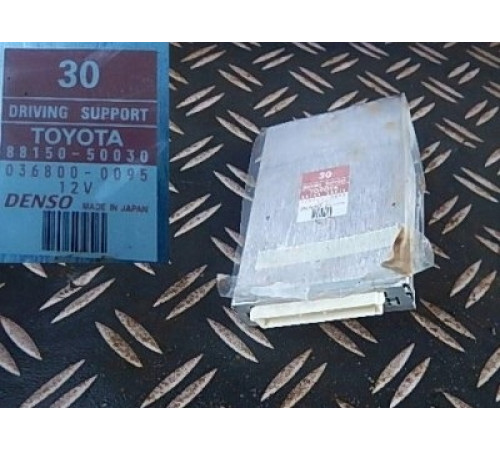 30
DRIVING SUPPORT
TOYOTA
88150-50030
036800-0095
12V
DENSO MADE IN JAPAN
30